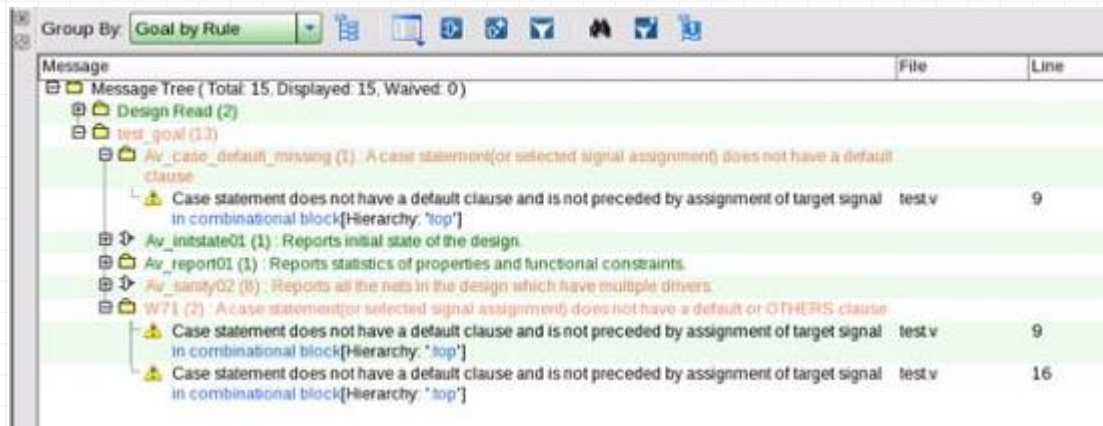 Group By: Goal by Rule
Message File Line
Message Tree ( Total: 15, Displayed: 15, Waived: 0 )
Design Read (2)
test_goal (13)
Av_case_default_missing (1) : A case statement(or selected signal assignment) does not have a default
clause
Case statement does not have a default clause and is not preceded by assignment of target signal test.v 9
in combinational block[Hierarchy: ':top']
Av_initstate01 (1) : Reports initial state of the design.
Av_report01 (1) : Reports statistics of properties and functional constraints.
Av_sanity02 (8) : Reports all the nets in the design which have multiple drivers
W71 (2) : A case statement(or selected signal assignment) does not have a default or OTHERS clause
Case statement does not have a default clause and is not preceded by assignment of target signal test.v 9
in combinational block[Hierarchy: ':top']
Case statement does not have a default clause and is not preceded by assignment of target signal test.v 16
in combinational block[Hierarchy: ':top']